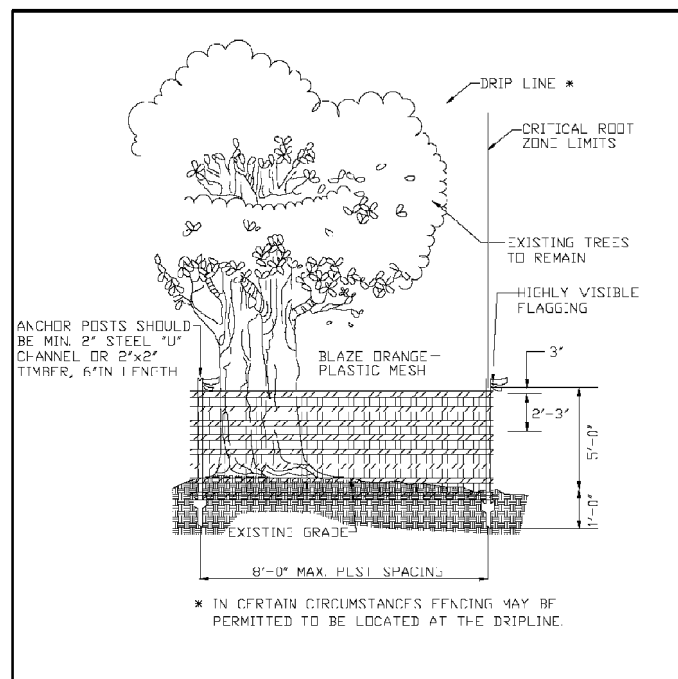 DRIP LINE *
CRITICAL ROOT
ZONE LIMITS
EXISTING TREES
TO REMAIN
HIGHLY VISIBLE
FLAGGING
ANCHOR POSTS SHOULD
BE MIN. 2" STEEL "U"
CHANNEL OR 2"x2"
TIMBER, 6" IN LENGTH
BLAZE ORANGE
PLASTIC MESH
3"
2'-3"
5'-0"
1'-0"
EXISTING GRADE
8'-0" MAX. POST SPACING
* IN CERTAIN CIRCUMSTANCES FENCING MAY BE
PERMITTED TO BE LOCATED AT THE DRIPLINE.